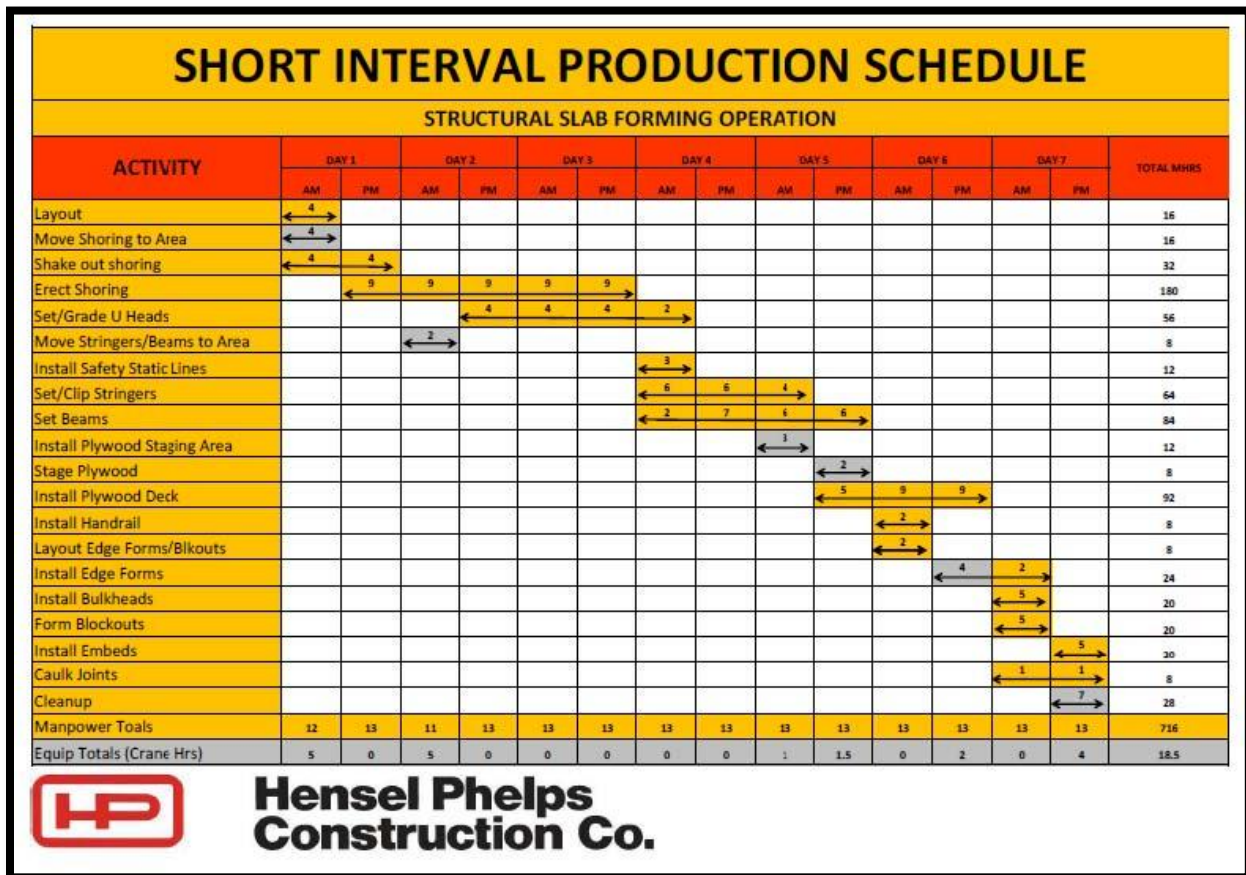 SHORT INTERVAL PRODUCTION SCHEDULE
STRUCTURAL SLAB FORMING OPERATION
ACTIVITY DAY 1 DAY 2 DAY 3 DAY 4 DAY 5 DAY 6 DAY 7 TOTAL MHRS
AM PM AM PM AM PM AM PM AM PM AM PM AM PM
Layout 4 16
Move Shoring to Area 4 16
Shake out shoring 4 4 32
Erect Shoring 9 9 9 9 9 180
Set/Grade U Heads 4 4 4 2 56
Move Stringers/Beams to Area 2 8
Install Safety Static Lines 3 12
Set/Clip Stringers 6 6 4 64
Set Beams 2 7 6 6 84
Install Plywood Staging Area 3 12
Stage Plywood 2 8
Install Plywood Deck 5 9 9 92
Install Handrail 2 8
Layout Edge Forms/Blkouts 2 8
Install Edge Forms 4 2 24
Install Bulkheads 5 20
Form Blockouts 5 20
Install Embeds 5 20
Caulk Joints 1 1 8
Cleanup 7 28
Manpower Toals 12 13 11 13 13 13 13 13 13 13 13 13 13 13 716
Equip Totals (Crane Hrs) 5 0 5 0 0 0 0 0 1 1.5 0 2 0 4 18.5
HP
Hensel Phelps
Construction Co.